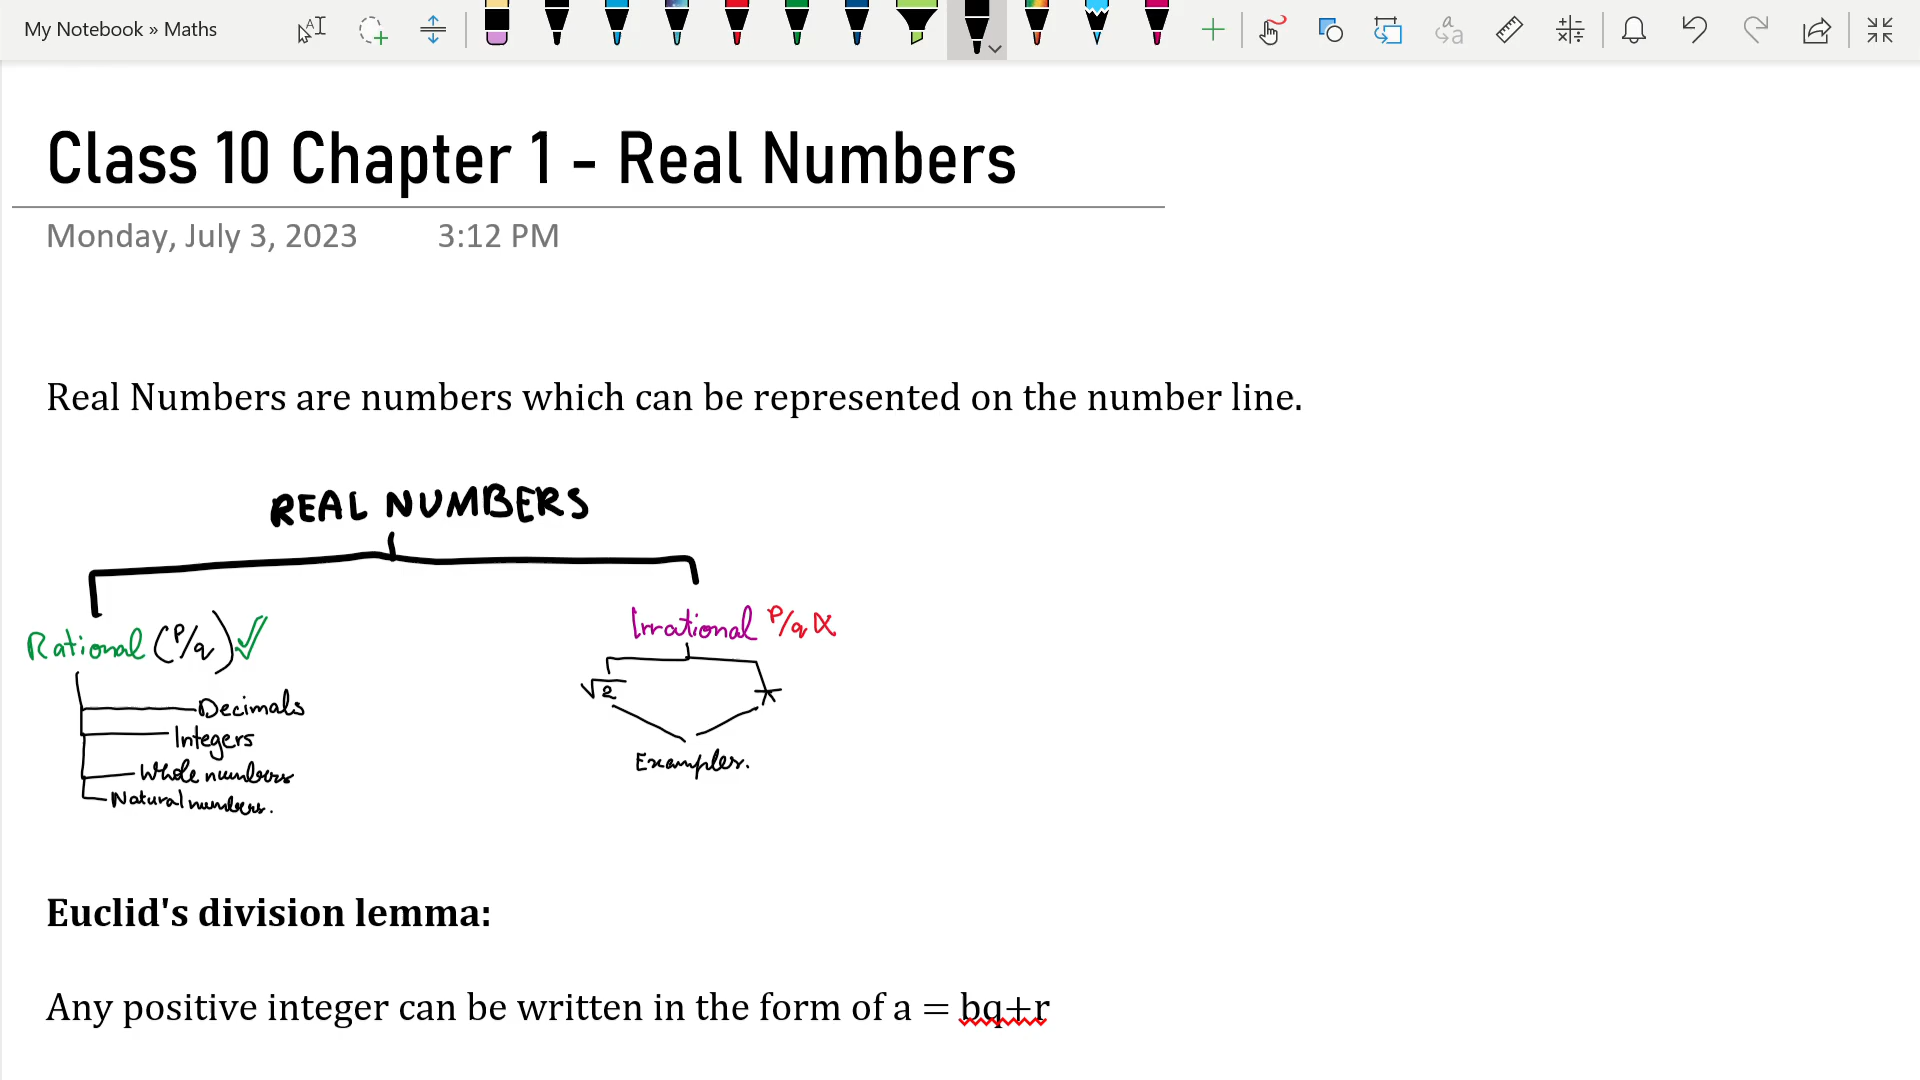 My Notebook » Maths
Class 10 Chapter 1 - Real Numbers
Monday, July 3, 2023 3:12 PM
Real Numbers are numbers which can be represented on the number line.
REAL NUMBERS
Rational (P/q)
Irrational P/q
Decimals
Integers
Whole numbers
Natural numbers.
√2
Examples.
Euclid's division lemma:
Any positive integer can be written in the form of a = bq+r